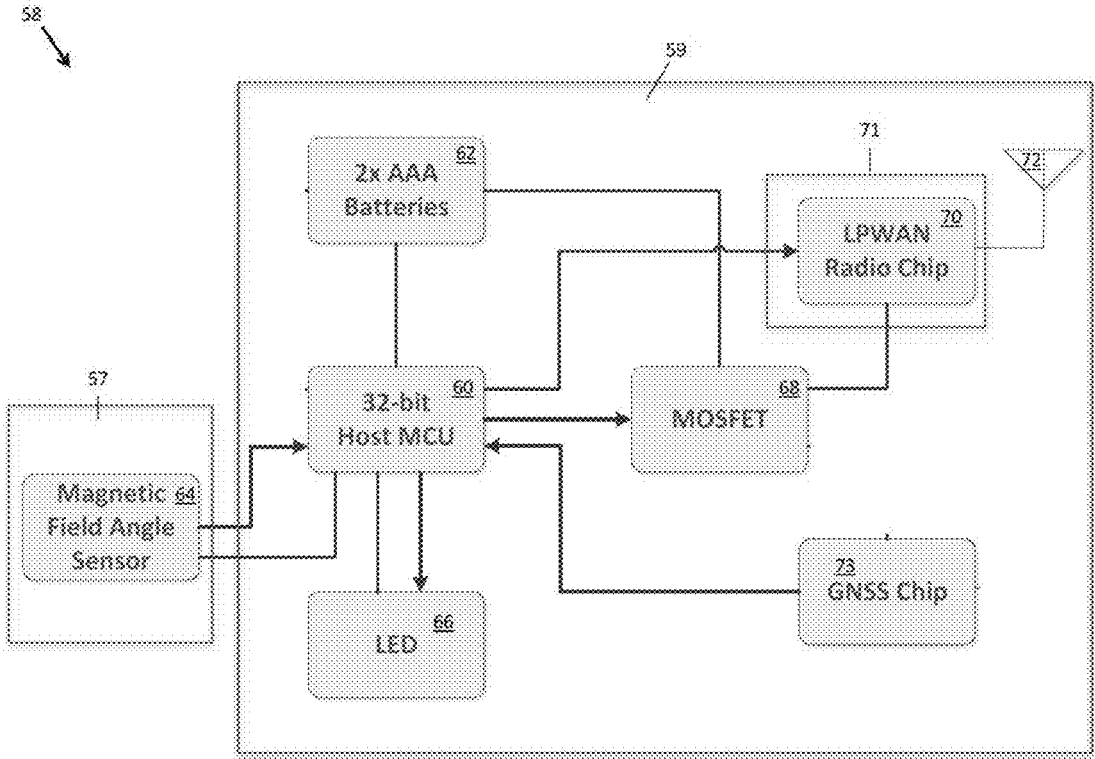 58
59
71
72
62
2x AAA
Batteries
70
LPWAN
Radio Chip
57
60
32-bit
Host MCU
68
MOSFET
Magnetic
64
Field Angle
Sensor
73
GNSS Chip
66
LED